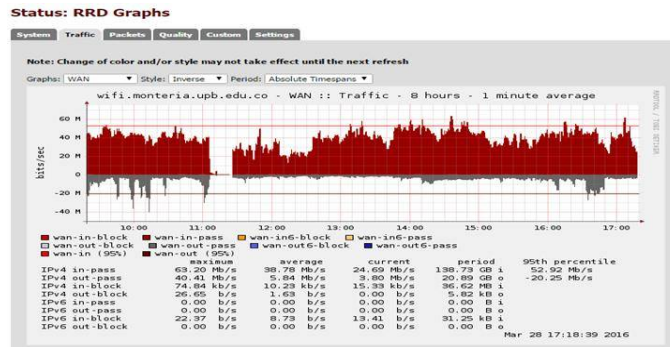 Status: RRD Graphs
System Traffic Packets Quality Custom Settings
Note: Change of color and/or style may not take effect until the next refresh
Graphs: WAN Style: Inverse Period: Absolute Timespans
wifi.monteria.upb.edu.co - WAN :: Traffic - 8 hours - 1 minute average
RRDTOOL / TOBI OETIKER
bits/sec
60 M
40 M
20 M
0
-20 M
-40 M
10:00 11:00 12:00 13:00 14:00 15:00 16:00 17:00
wan-in-block wan-in-pass wan-in6-block wan-in6-pass
wan-out-block wan-out-pass wan-out6-block wan-out6-pass
wan-in (95%) wan-out (95%)
maximum average current period 95th percentile
IPv4 in-pass 63.20 Mb/s 38.78 Mb/s 24.69 Mb/s 138.73 GB i 52.92 Mb/s
IPv4 out-pass 40.41 Mb/s 5.84 Mb/s 3.80 Mb/s 20.89 GB o -20.25 Mb/s
IPv4 in-block 74.84 kb/s 10.23 kb/s 15.33 kb/s 36.62 MB i
IPv4 out-block 26.65 b/s 1.63 b/s 0.00 b/s 5.82 kB o
IPv6 in-pass 0.00 b/s 0.00 b/s 0.00 b/s 0.00 B i
IPv6 out-pass 0.00 b/s 0.00 b/s 0.00 b/s 0.00 B o
IPv6 in-block 22.37 b/s 8.73 b/s 13.41 b/s 31.25 kB i
IPv6 out-block 0.00 b/s 0.00 b/s 0.00 b/s 0.00 B o
Mar 28 17:18:39 2016